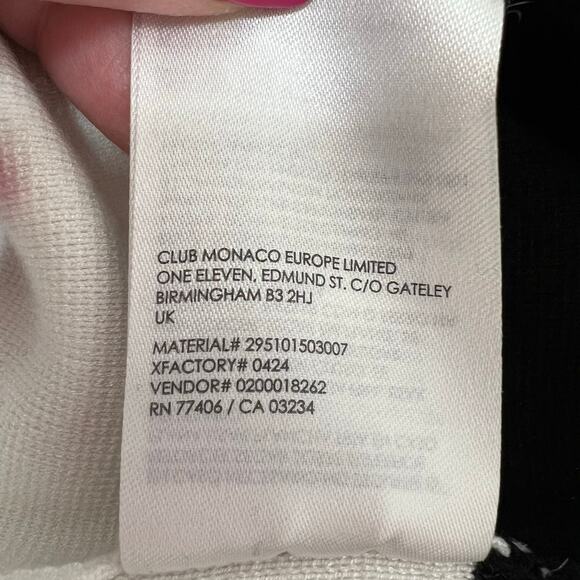 CLUB MONACO EUROPE LIMITED
ONE ELEVEN, EDMUND ST. C/O GATELEY
BIRMINGHAM B3 2HJ
UK
MATERIAL# 295101503007
XFACTORY# 0424
VENDOR# 0200018262
RN 77406 / CA 03234